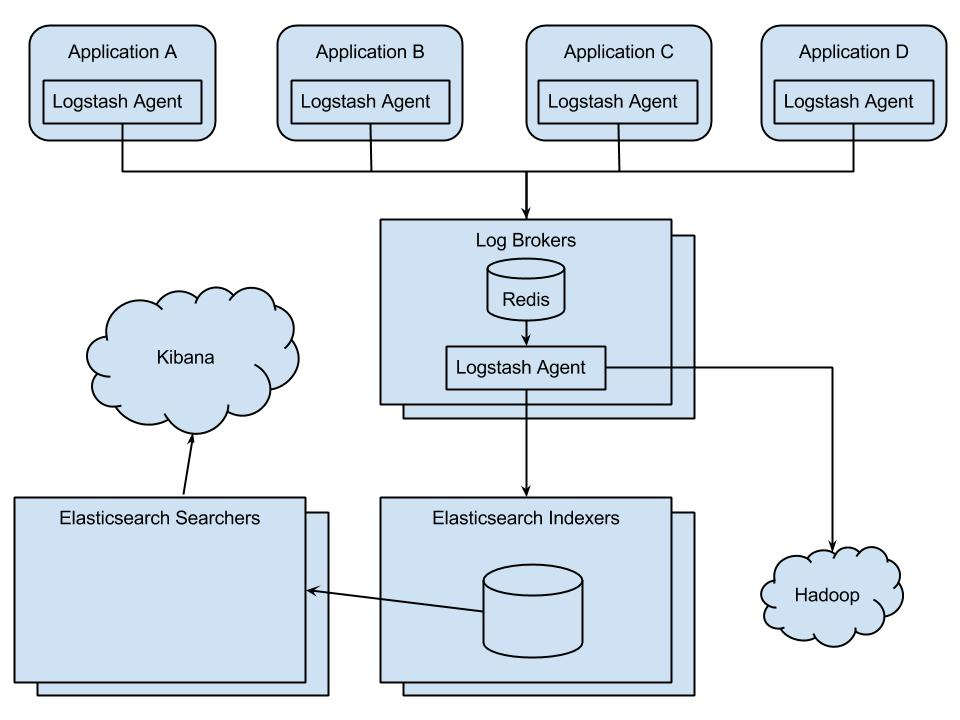 Application A
Application B
Application C
Application D
Logstash Agent
Logstash Agent
Logstash Agent
Logstash Agent
Log Brokers
Redis
Logstash Agent
Kibana
Elasticsearch Searchers
Elasticsearch Indexers
Hadoop